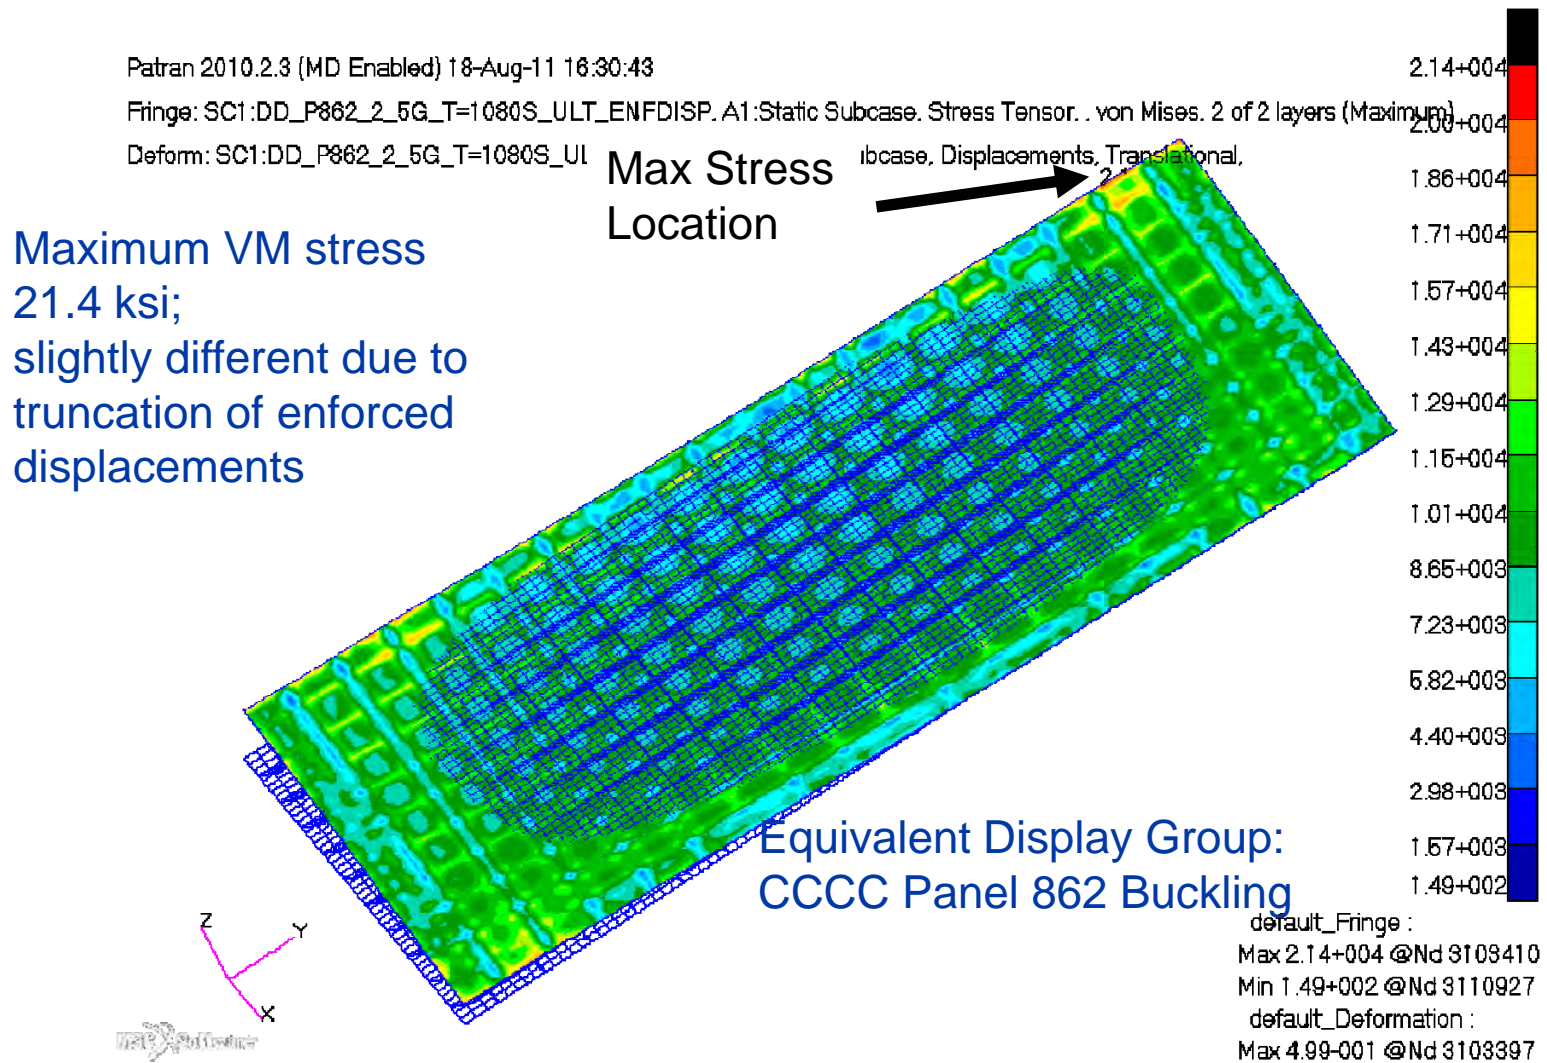 Patran 2010.2.3 (MD Enabled) 18-Aug-11 16:30:43
Fringe: SC1:DD_P862_2_5G_T=1080S_ULT_ENFDISP. A1:Static Subcase. Stress Tensor. . von Mises. 2 of 2 layers (Maximum)
Deform: SC1:DD_P862_2_5G_T=1080S_UL
Displacements, Translational,
Max Stress
Location
Maximum VM stress
21.4 ksi;
slightly different due to
truncation of enforced
displacements
Equivalent Display Group:
CCCC Panel 862 Buckling
2.14+004
2.00+004
1.86+004
1.71+004
1.57+004
1.43+004
1.29+004
1.15+004
1.01+004
8.65+003
7.23+003
5.82+003
4.40+003
2.98+003
1.57+003
1.49+002
default_Fringe :
Max 2.14+004 @Nd 3103410
Min 1.49+002 @Nd 3110927
default_Deformation :
Max 4.99-001 @Nd 3103397
Z
Y
X